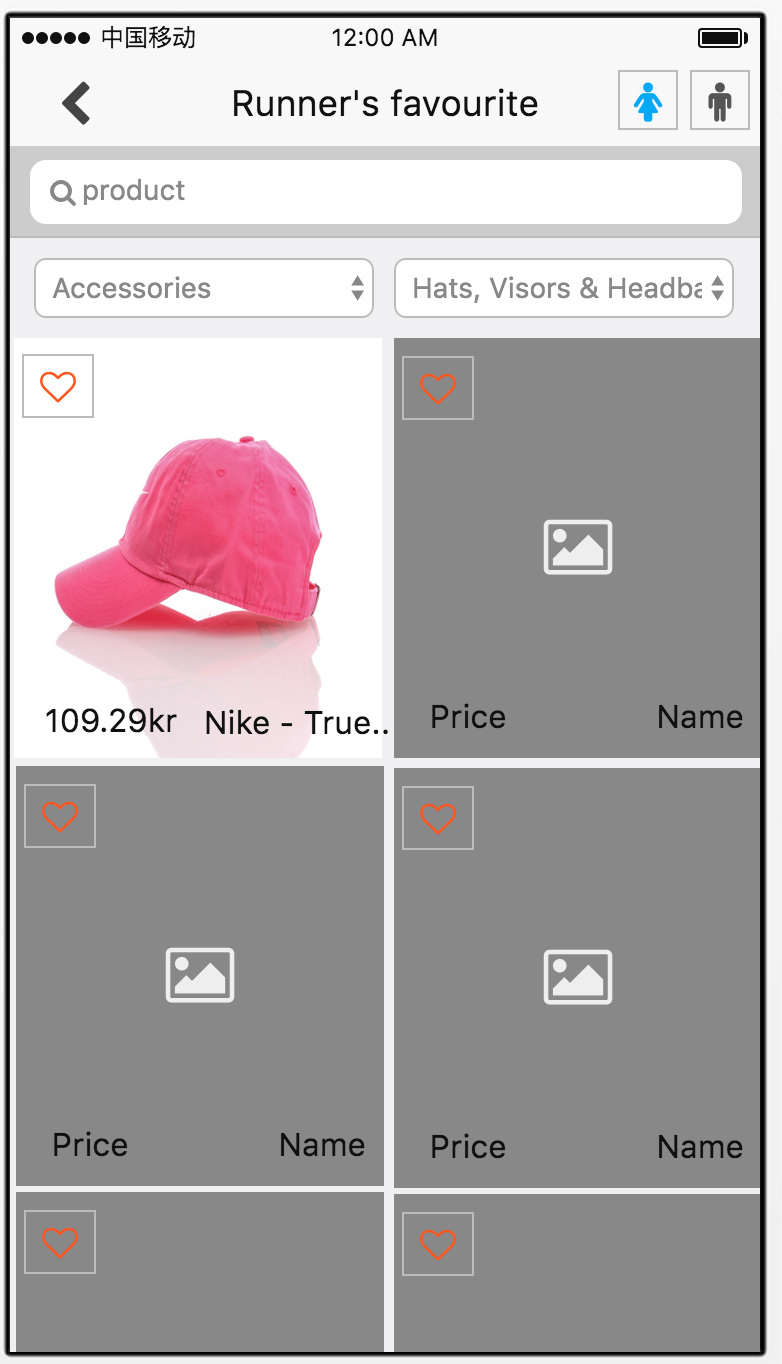 中国移动 12:00 AM
Runner's favourite
product
Accessories
Hats, Visors & Headba
109.29kr Nike - True..
Price Name
Price Name
Price Name